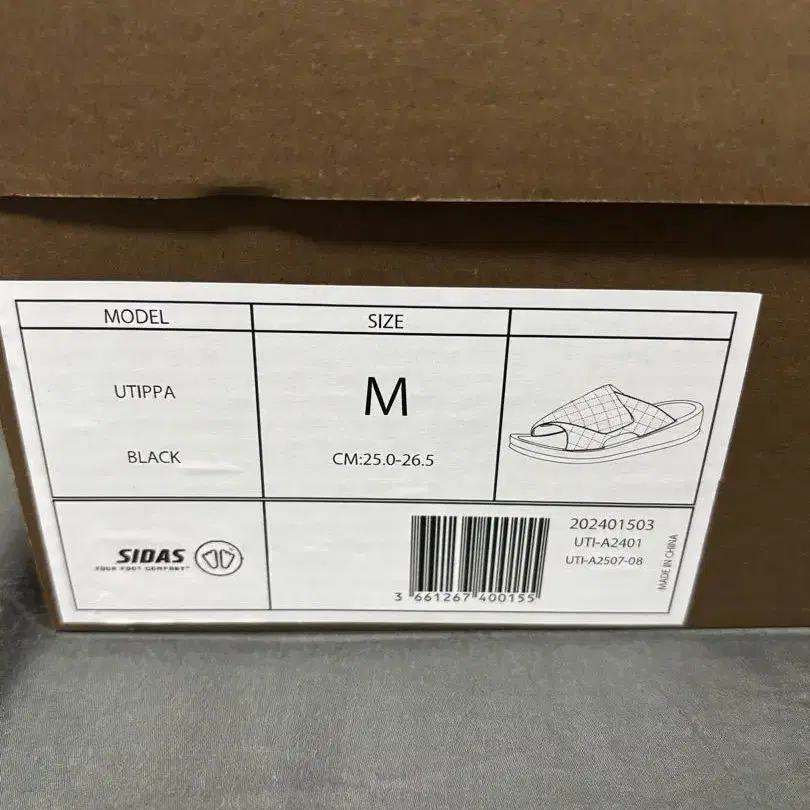 MODEL
SIZE
UTIPPA
BLACK
M
CM:25.0-26.5
SIDAS
YOUR FOOT COMPANY
3 661267 400155
202401503
UTI-A2401
UTI-A2507-08
MADE IN CHINA